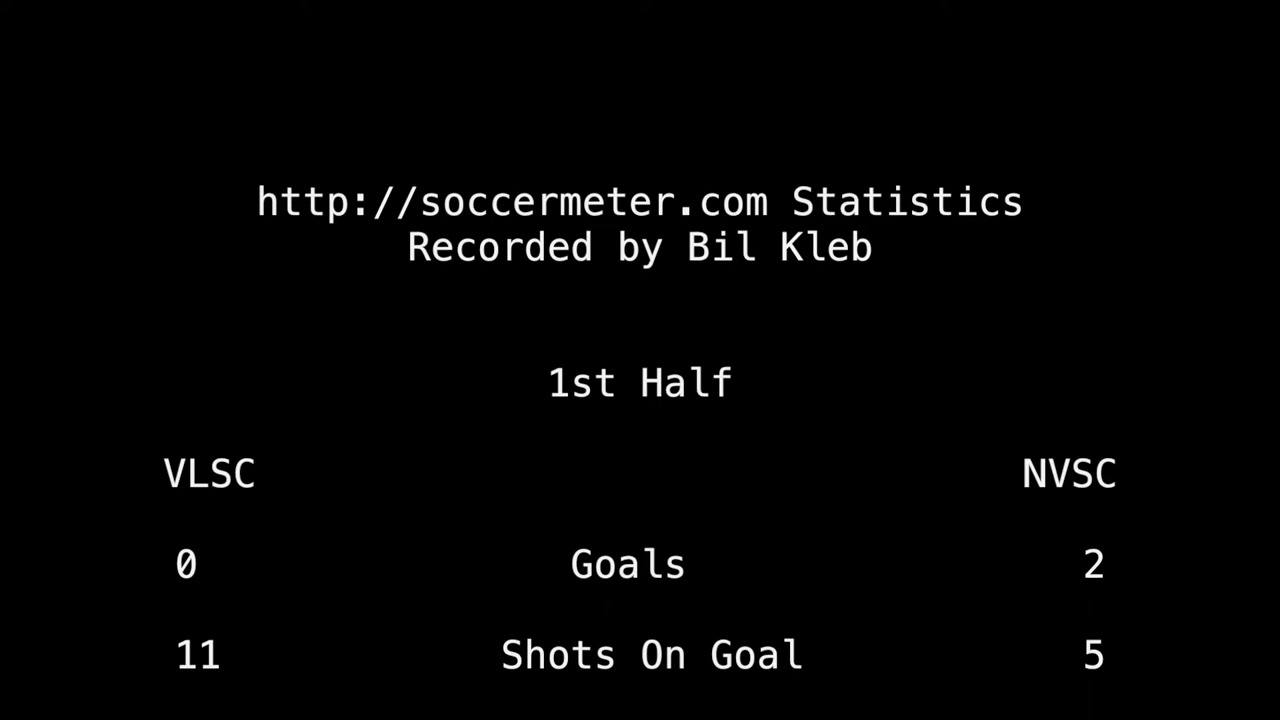 http://soccermeter.com Statistics
Recorded by Bil Kleb
1st Half
VLSC NVSC
0 Goals 2
11 Shots On Goal 5